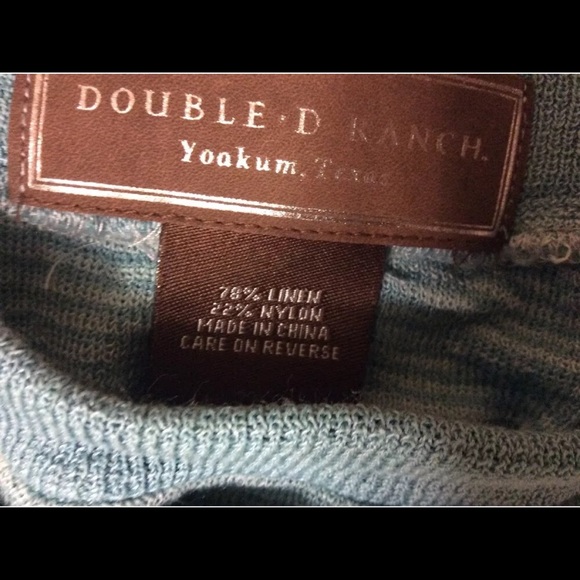 DOUBLE D RANCH.
Yoakum, Texas
78% LINEN
22% NYLON
MADE IN CHINA
CARE ON REVERSE